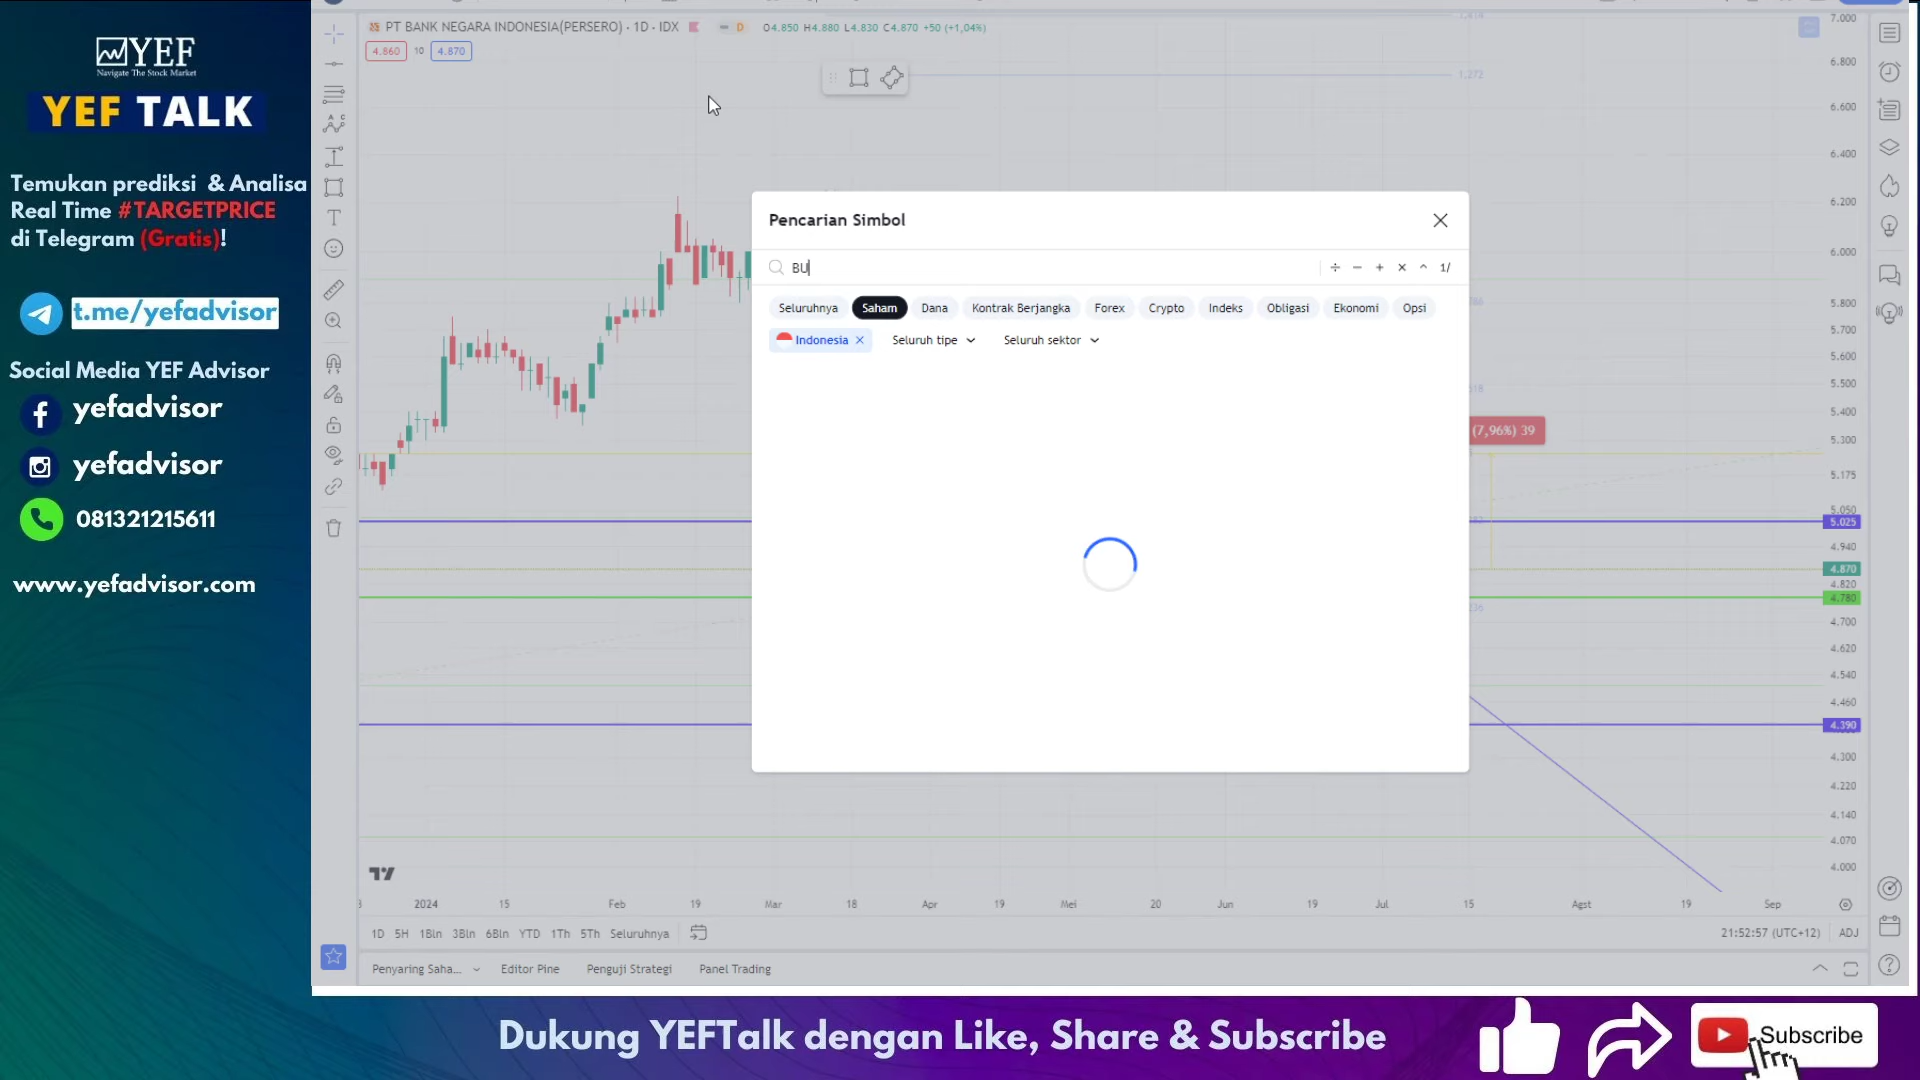 YEF
Navigate The Stock Market
YEF TALK
Temukan prediksi & Analisa
Real Time #TARGETPRICE
di Telegram (Gratis)!
t.me/yefadvisor
Social Media YEF Advisor
yefadvisor
yefadvisor
081321215611
www.yefadvisor.com
PT BANK NEGARA INDONESIA(PERSERO) · 1D · IDX
D
O4.850 H4.880 L4.830 C4.870 +50 (+1,04%)
4.860 10 4.870
1,272
Pencarian Simbol
BU
÷ − + × ^ 1/
Seluruhnya Saham Dana Kontrak Berjangka Forex Crypto Indeks Obligasi Ekonomi Opsi
Indonesia × Seluruh tipe Seluruh sektor
(7,96%) 39
7.000
6.800
6.600
6.400
6.200
6.000
5.800
5.700
5.600
5.500
5.400
5.300
5.175
5.050
5.025
4.940
4.870
4.820
4.780
4.700
4.620
4.540
4.460
4.390
4.300
4.220
4.140
4.070
4.000
2024 15 Feb 19 Mar 18 Apr 19 Mei 20 Jun 19 Jul 15 Agst 19 Sep
1D 5H 1Bln 3Bln 6Bln YTD 1Th 5Th Seluruhnya
21:52:57 (UTC+12) ADJ
Penyaring Saha... Editor Pine Penguji Strategi Panel Trading
Dukung YEFTalk dengan Like, Share & Subscribe
Subscribe